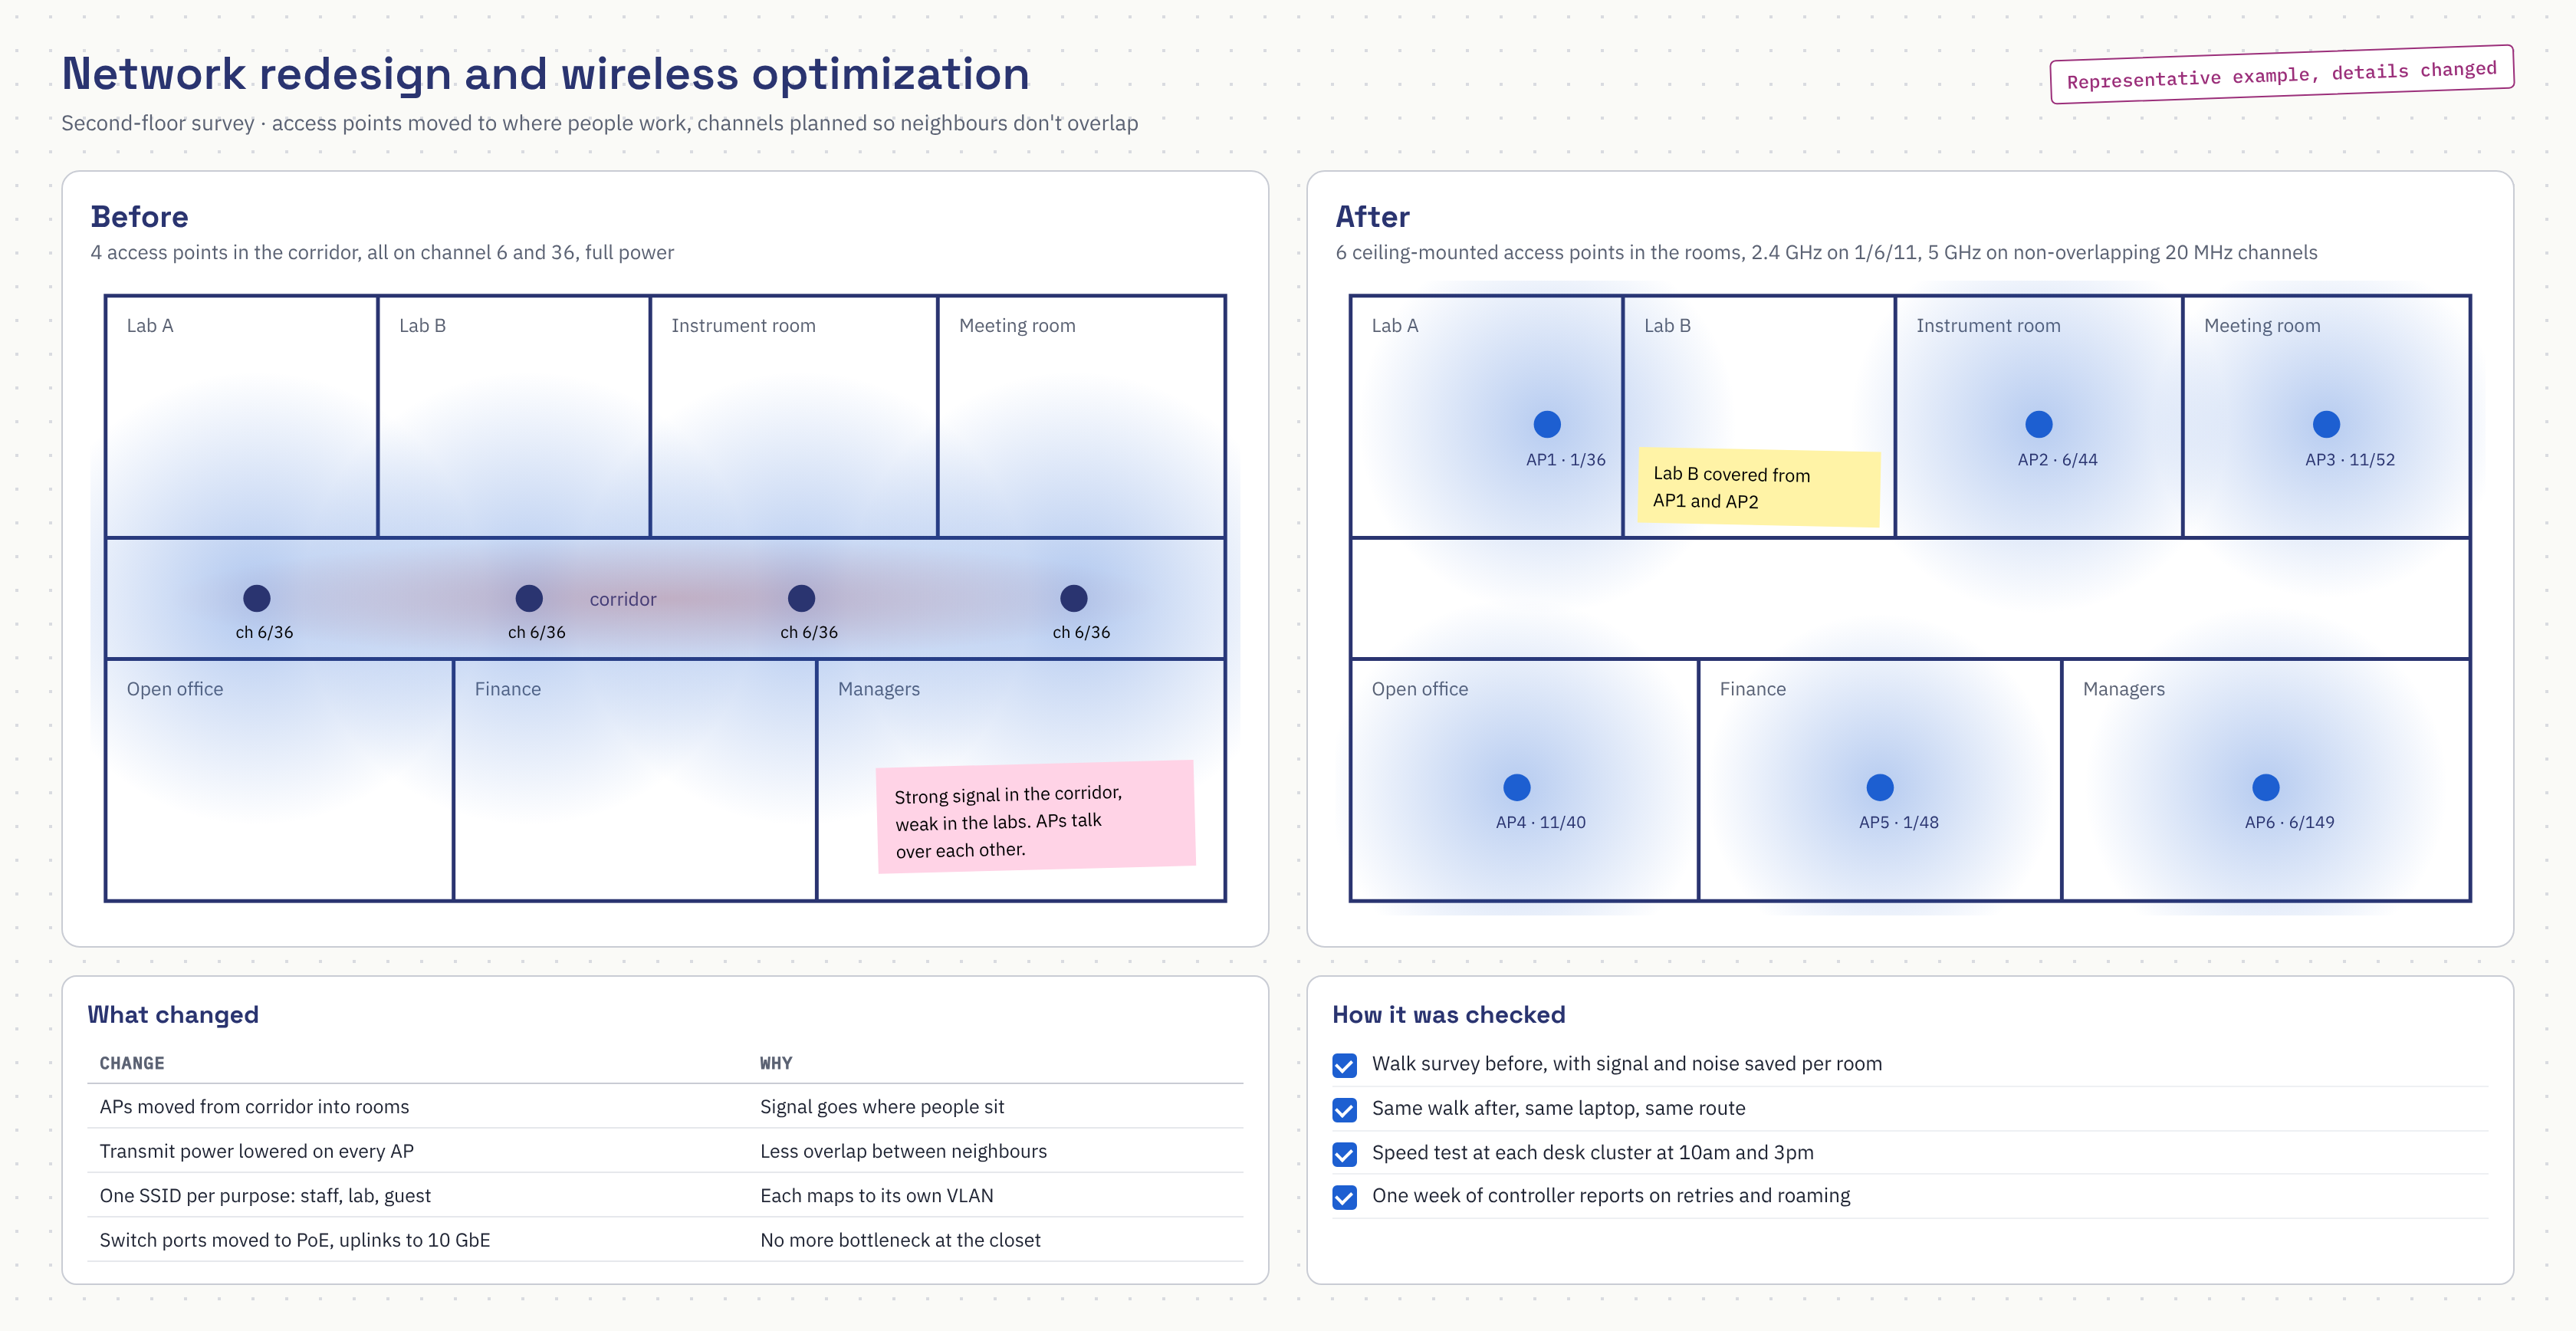 Network redesign and wireless optimization
Representative example, details changed
Second-floor survey · access points moved to where people work, channels planned so neighbours don't overlap
Before
4 access points in the corridor, all on channel 6 and 36, full power
Lab A
Lab B
Instrument room
Meeting room
corridor
ch 6/36
ch 6/36
ch 6/36
ch 6/36
Open office
Finance
Managers
Strong signal in the corridor,
weak in the labs. APs talk
over each other.
After
6 ceiling-mounted access points in the rooms, 2.4 GHz on 1/6/11, 5 GHz on non-overlapping 20 MHz channels
Lab A
Lab B
Instrument room
Meeting room
AP1 · 1/36
AP2 · 6/44
AP3 · 11/52
Lab B covered from
AP1 and AP2
Open office
Finance
Managers
AP4 · 11/40
AP5 · 1/48
AP6 · 6/149
What changed
CHANGE WHY
APs moved from corridor into rooms Signal goes where people sit
Transmit power lowered on every AP Less overlap between neighbours
One SSID per purpose: staff, lab, guest Each maps to its own VLAN
Switch ports moved to PoE, uplinks to 10 GbE No more bottleneck at the closet
How it was checked
Walk survey before, with signal and noise saved per room
Same walk after, same laptop, same route
Speed test at each desk cluster at 10am and 3pm
One week of controller reports on retries and roaming